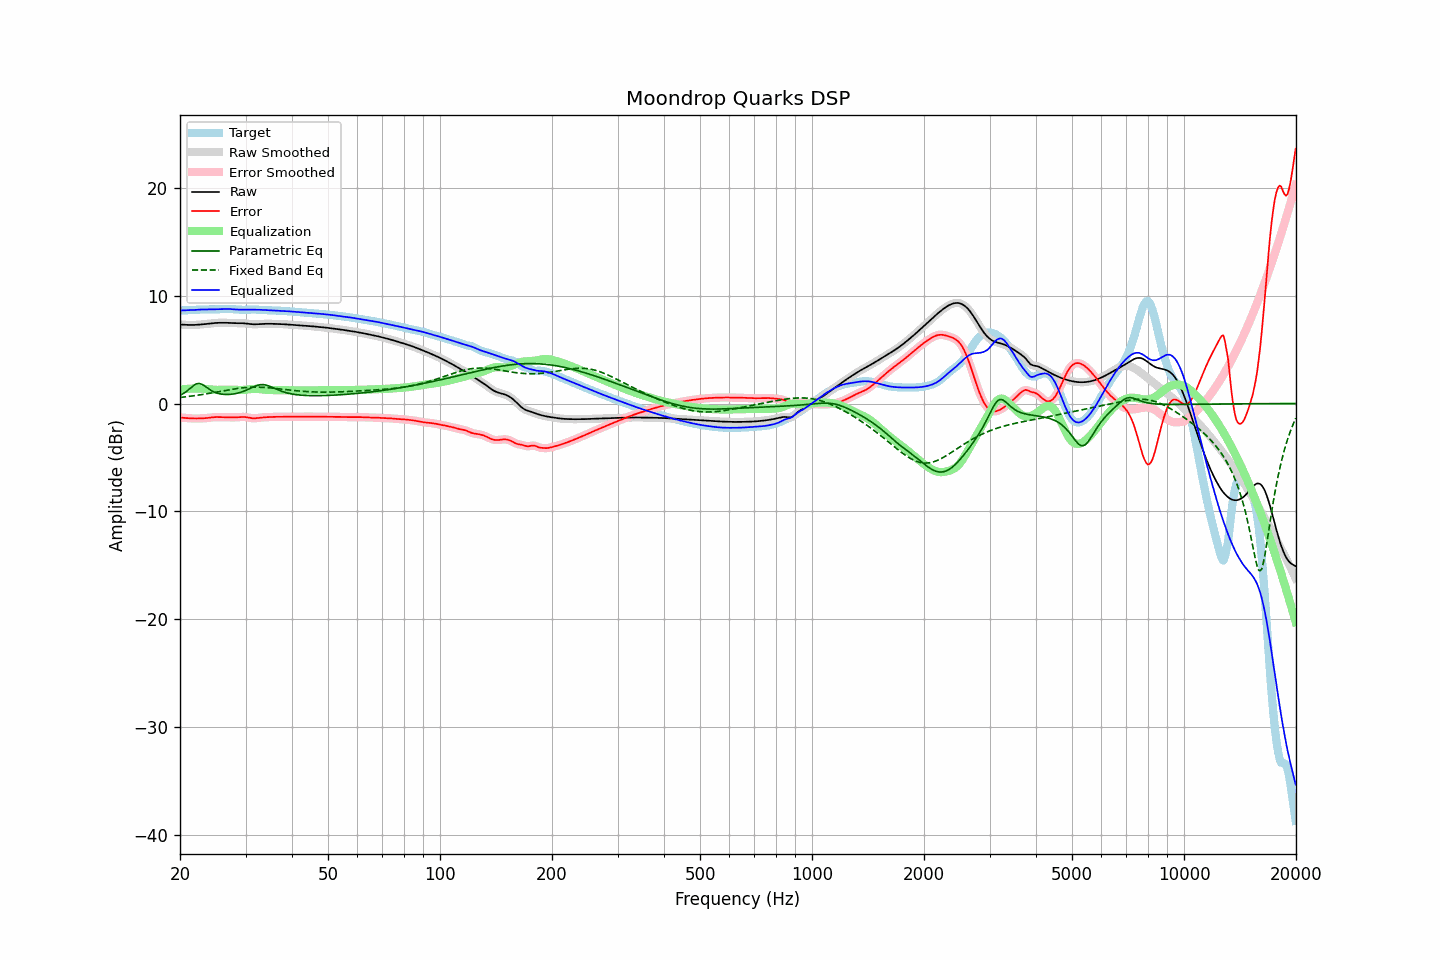 Moondrop Quarks DSP
Target
Raw Smoothed
Error Smoothed
Raw
Error
Equalization
Parametric Eq
Fixed Band Eq
Equalized
Amplitude (dBr)
20
10
0
−10
−20
−30
−40
20 50 100 200 500 1000 2000 5000 10000 20000
Frequency (Hz)